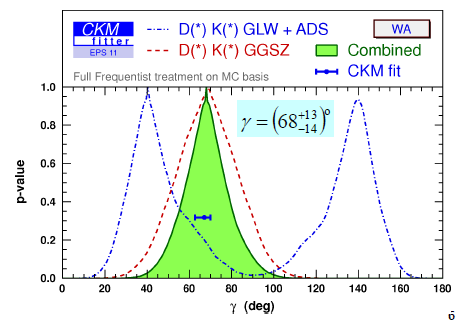 CKM
fitter
EPS 11
D(*) K(*) GLW + ADS
D(*) K(*) GGSZ
WA
Combined
CKM fit
Full Frequentist treatment on MC basis
γ = (68 +13 −14)°
p-value
1.0
0.8
0.6
0.4
0.2
0.0
0 20 40 60 80 100 120 140 160 180
γ (deg)